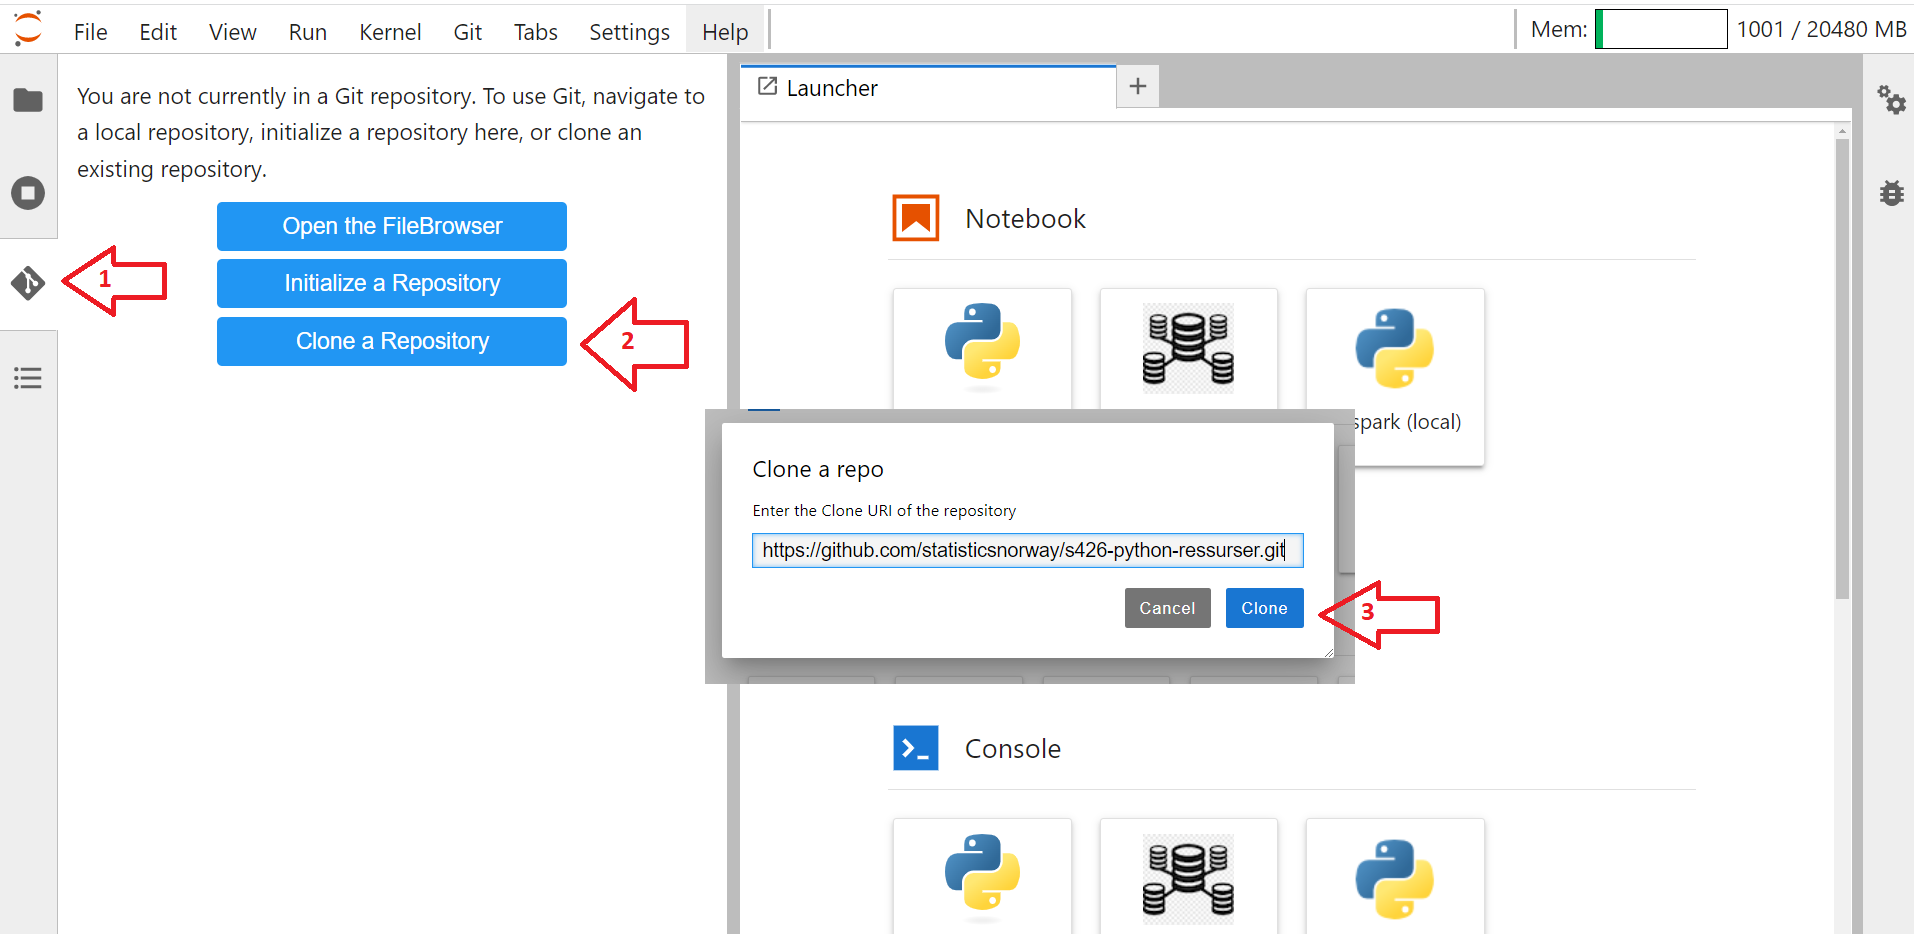 File Edit View Run Kernel Git Tabs Settings Help Mem: 1001 / 20480 MB
You are not currently in a Git repository. To use Git, navigate to
a local repository, initialize a repository here, or clone an
existing repository.
Open the FileBrowser
Initialize a Repository
Clone a Repository
1
2
Launcher +
Notebook
spark (local)
Clone a repo
Enter the Clone URI of the repository
https://github.com/statisticsnorway/s426-python-ressurser.git
Cancel Clone
3
Console